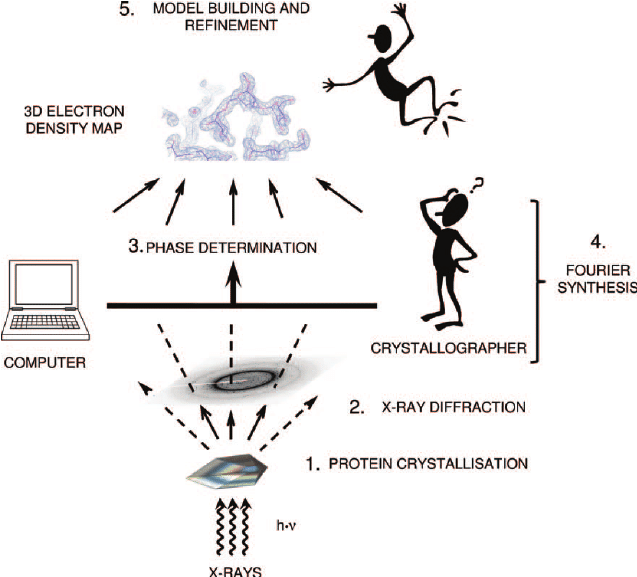 5. MODEL BUILDING AND
REFINEMENT
3D ELECTRON
DENSITY MAP
?
3. PHASE DETERMINATION
4.
FOURIER
SYNTHESIS
COMPUTER
CRYSTALLOGRAPHER
2. X-RAY DIFFRACTION
1. PROTEIN CRYSTALLISATION
h·ν
X-RAYS